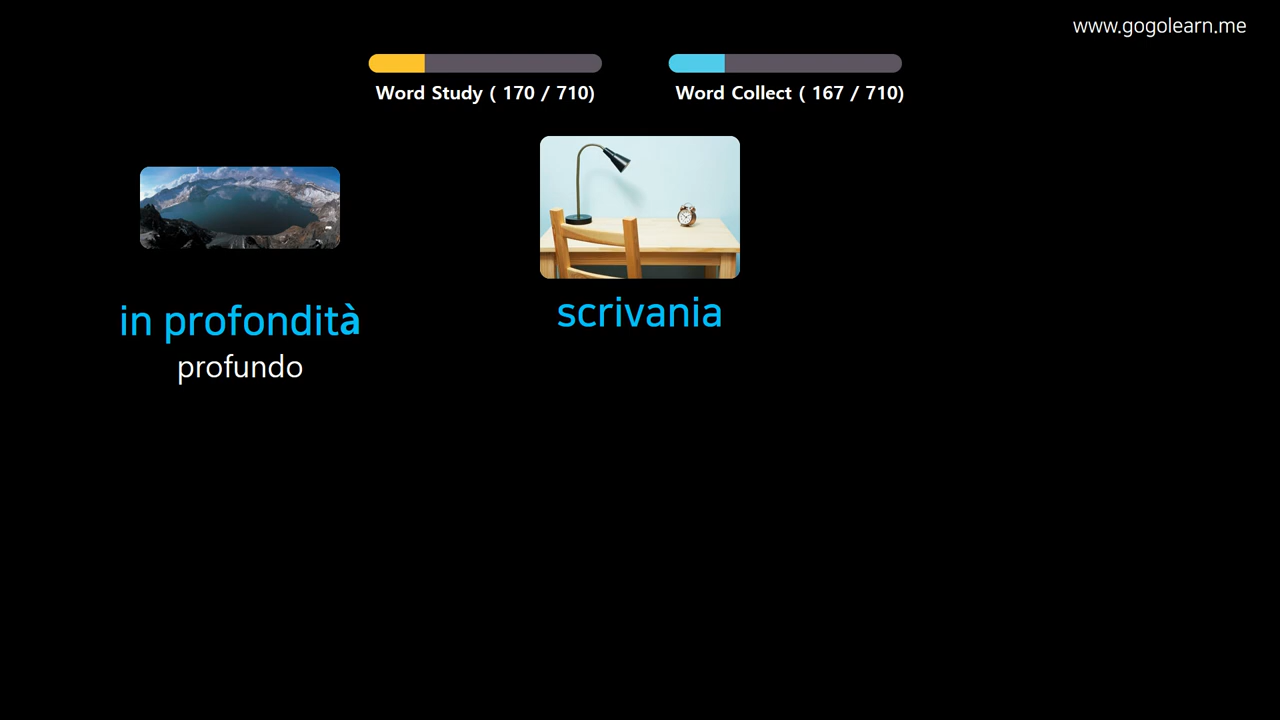 www.gogolearn.me
Word Study ( 170 / 710)
Word Collect ( 167 / 710)
in profondità
profundo
scrivania